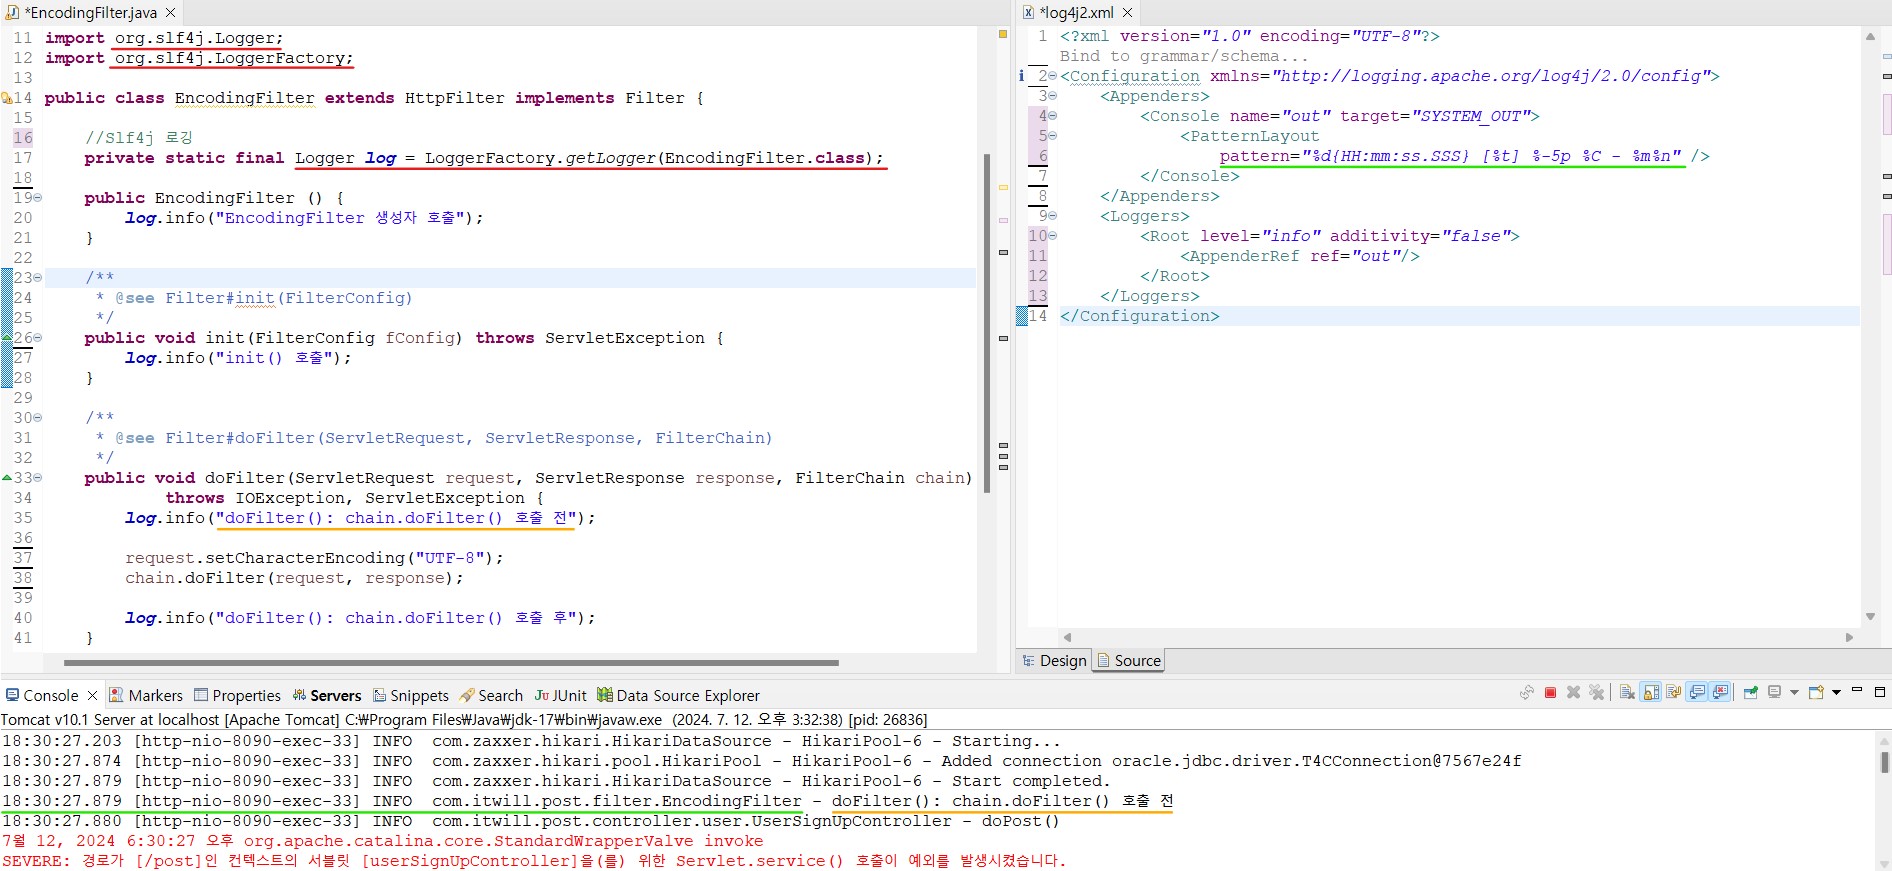 *EncodingFilter.java
11 import org.slf4j.Logger;
12 import org.slf4j.LoggerFactory;
13
14 public class EncodingFilter extends HttpFilter implements Filter {
15
16 //Slf4j 로깅
17 private static final Logger log = LoggerFactory.getLogger(EncodingFilter.class);
18
19 public EncodingFilter () {
20 log.info("EncodingFilter 생성자 호출");
21 }
22
23 /**
24 * @see Filter#init(FilterConfig)
25 */
26 public void init(FilterConfig fConfig) throws ServletException {
27 log.info("init() 호출");
28 }
29
30 /**
31 * @see Filter#doFilter(ServletRequest, ServletResponse, FilterChain)
32 */
33 public void doFilter(ServletRequest request, ServletResponse response, FilterChain chain)
34 throws IOException, ServletException {
35 log.info("doFilter(): chain.doFilter() 호출 전");
36
37 request.setCharacterEncoding("UTF-8");
38 chain.doFilter(request, response);
39
40 log.info("doFilter(): chain.doFilter() 호출 후");
41 }
*log4j2.xml
1 <?xml version="1.0" encoding="UTF-8"?>
Bind to grammar/schema...
2 <Configuration xmlns="http://logging.apache.org/log4j/2.0/config">
3 <Appenders>
4 <Console name="out" target="SYSTEM_OUT">
5 <PatternLayout
6 pattern="%d{HH:mm:ss.SSS} [%t] %-5p %C - %m%n" />
7 </Console>
8 </Appenders>
9 <Loggers>
10 <Root level="info" additivity="false">
11 <AppenderRef ref="out"/>
12 </Root>
13 </Loggers>
14 </Configuration>
Design Source
Console Markers Properties Servers Snippets Search JUnit Data Source Explorer
Tomcat v10.1 Server at localhost [Apache Tomcat] C:₩Program Files₩Java₩jdk-17₩bin₩javaw.exe (2024. 7. 12. 오후 3:32:38) [pid: 26836]
18:30:27.203 [http-nio-8090-exec-33] INFO com.zaxxer.hikari.HikariDataSource - HikariPool-6 - Starting...
18:30:27.874 [http-nio-8090-exec-33] INFO com.zaxxer.hikari.pool.HikariPool - HikariPool-6 - Added connection oracle.jdbc.driver.T4CConnection@7567e24f
18:30:27.879 [http-nio-8090-exec-33] INFO com.zaxxer.hikari.HikariDataSource - HikariPool-6 - Start completed.
18:30:27.879 [http-nio-8090-exec-33] INFO com.itwill.post.filter.EncodingFilter - doFilter(): chain.doFilter() 호출 전
18:30:27.880 [http-nio-8090-exec-33] INFO com.itwill.post.controller.user.UserSignUpController - doPost()
7월 12, 2024 6:30:27 오후 org.apache.catalina.core.StandardWrapperValve invoke
SEVERE: 경로가 [/post]인 컨텍스트의 서블릿 [userSignUpController]을(를) 위한 Servlet.service() 호출이 예외를 발생시켰습니다.